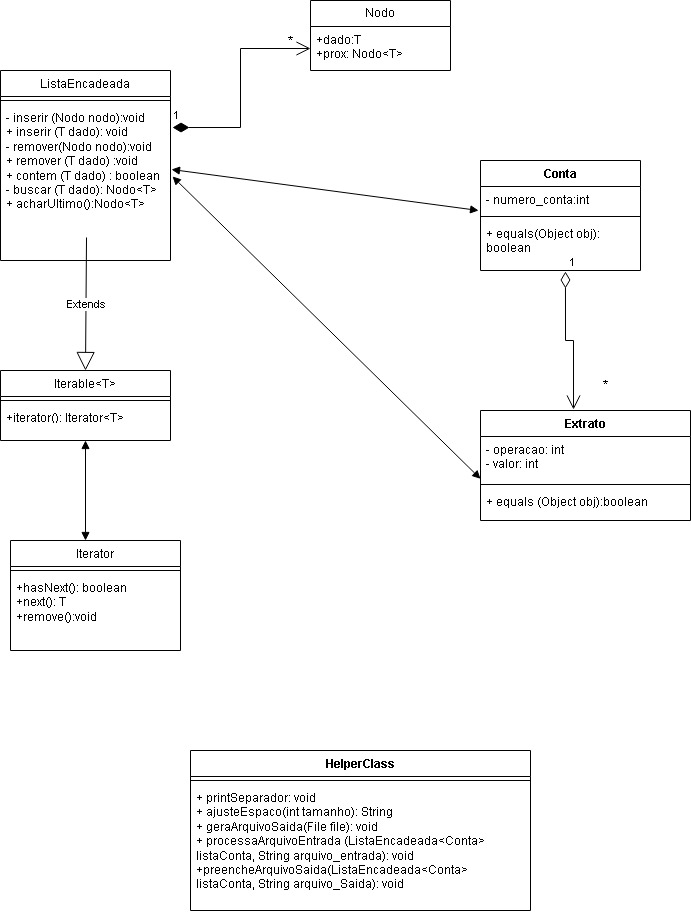 Nodo
+dado:T
+prox: Nodo<T>
*
ListaEncadeada
1
- inserir (Nodo nodo):void
+ inserir (T dado): void
- remover(Nodo nodo):void
+ remover (T dado) :void
+ contem (T dado) : boolean
- buscar (T dado): Nodo<T>
+ acharUltimo():Nodo<T>
Conta
- numero_conta:int
+ equals(Object obj):
boolean
1
Extends
Iterable<T>
+iterator(): Iterator<T>
*
Extrato
- operacao: int
- valor: int
+ equals (Object obj):boolean
Iterator
+hasNext(): boolean
+next(): T
+remove():void
HelperClass
+ printSeparador: void
+ ajusteEspaco(int tamanho): String
+ geraArquivoSaida(File file): void
+ processaArquivoEntrada (ListaEncadeada<Conta>
listaConta, String arquivo_entrada): void
+preencheArquivoSaida(ListaEncadeada<Conta>
listaConta, String arquivo_Saida): void